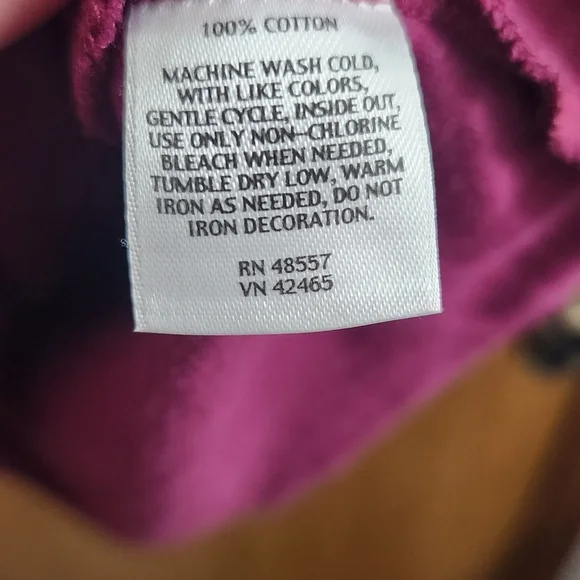 100% COTTON
MACHINE WASH COLD,
WITH LIKE COLORS,
GENTLE CYCLE, INSIDE OUT,
USE ONLY NON-CHLORINE
BLEACH WHEN NEEDED,
TUMBLE DRY LOW, WARM
IRON AS NEEDED, DO NOT
IRON DECORATION.
RN 48557
VN 42465